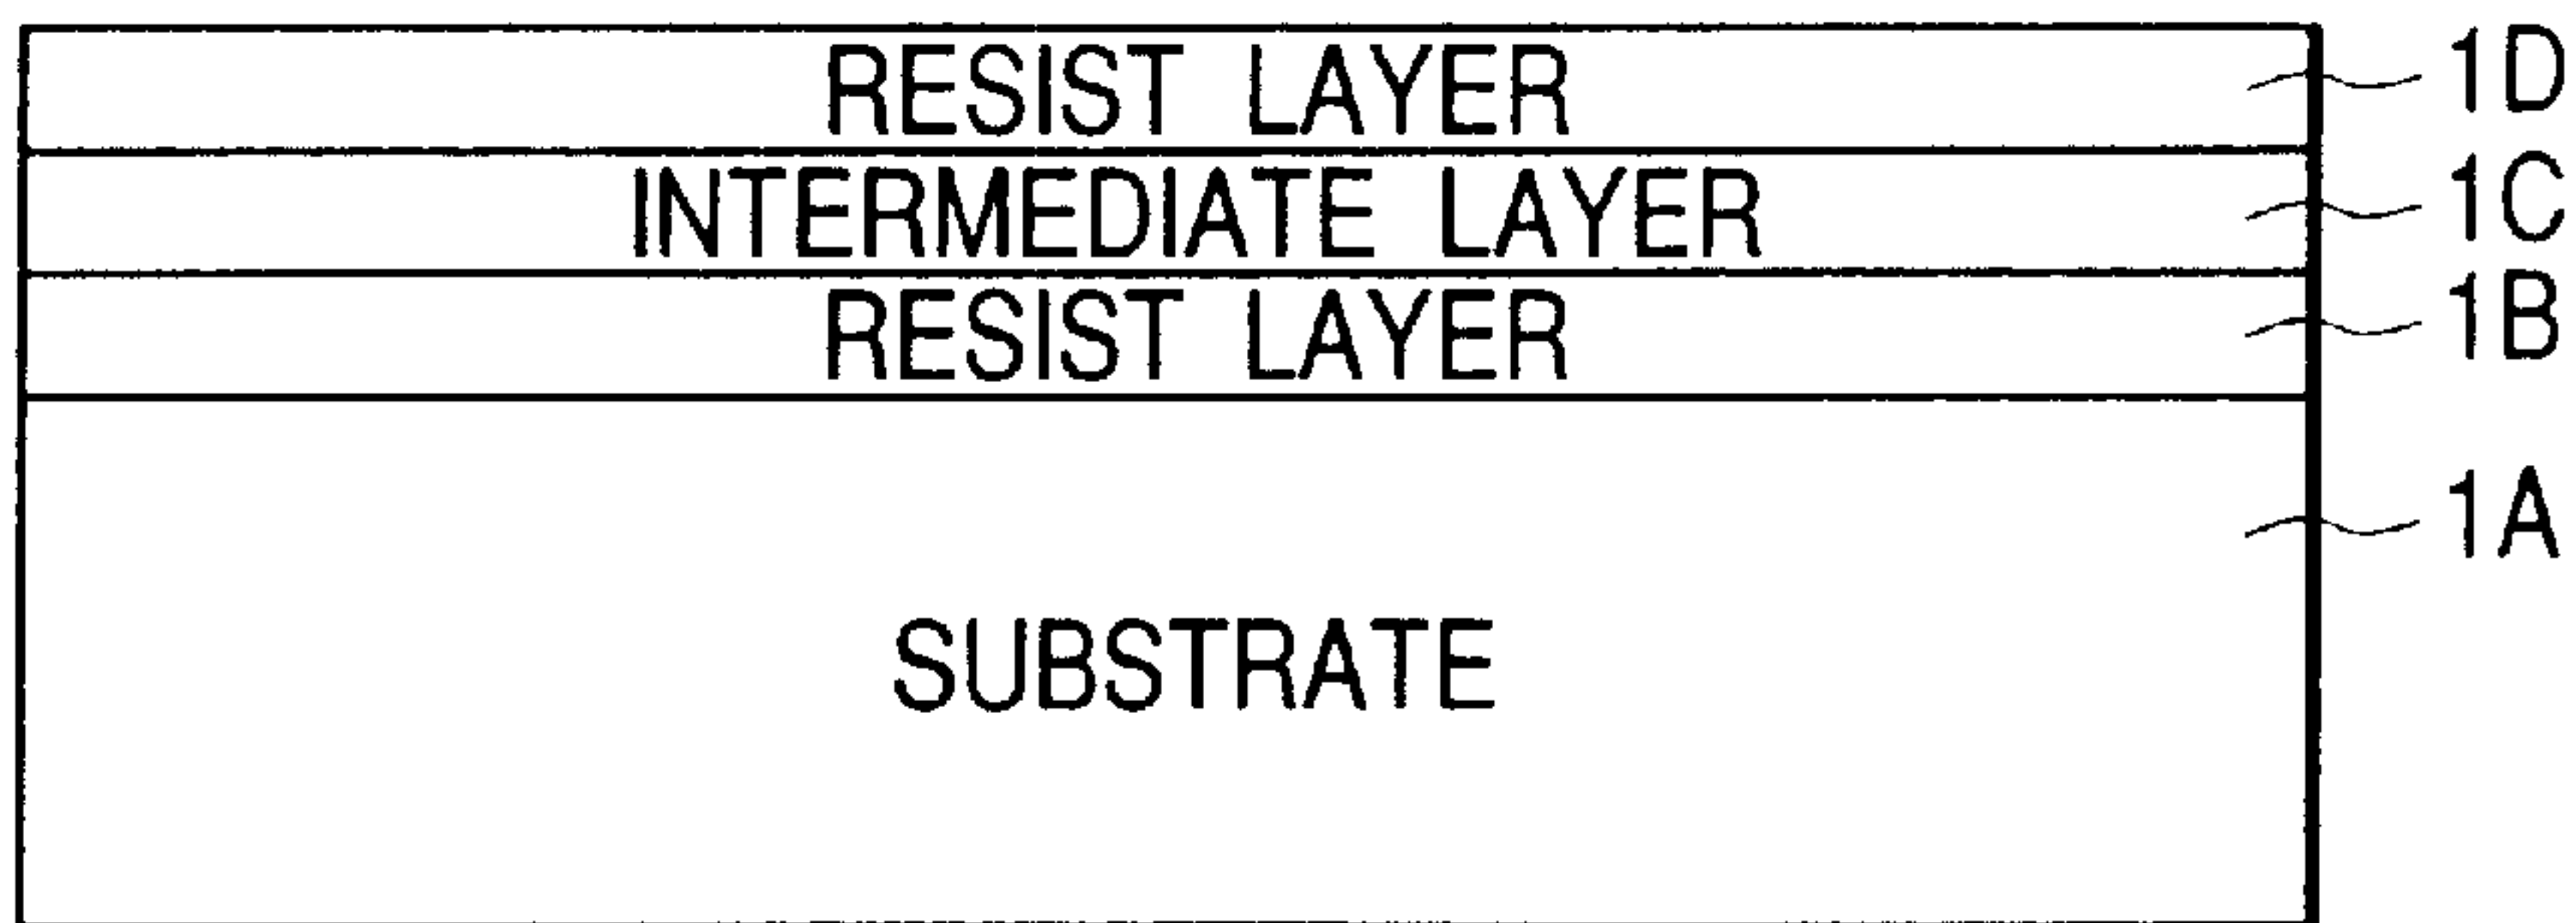 RESIST LAYER 1D
INTERMEDIATE LAYER 1C
RESIST LAYER 1B
1A
SUBSTRATE